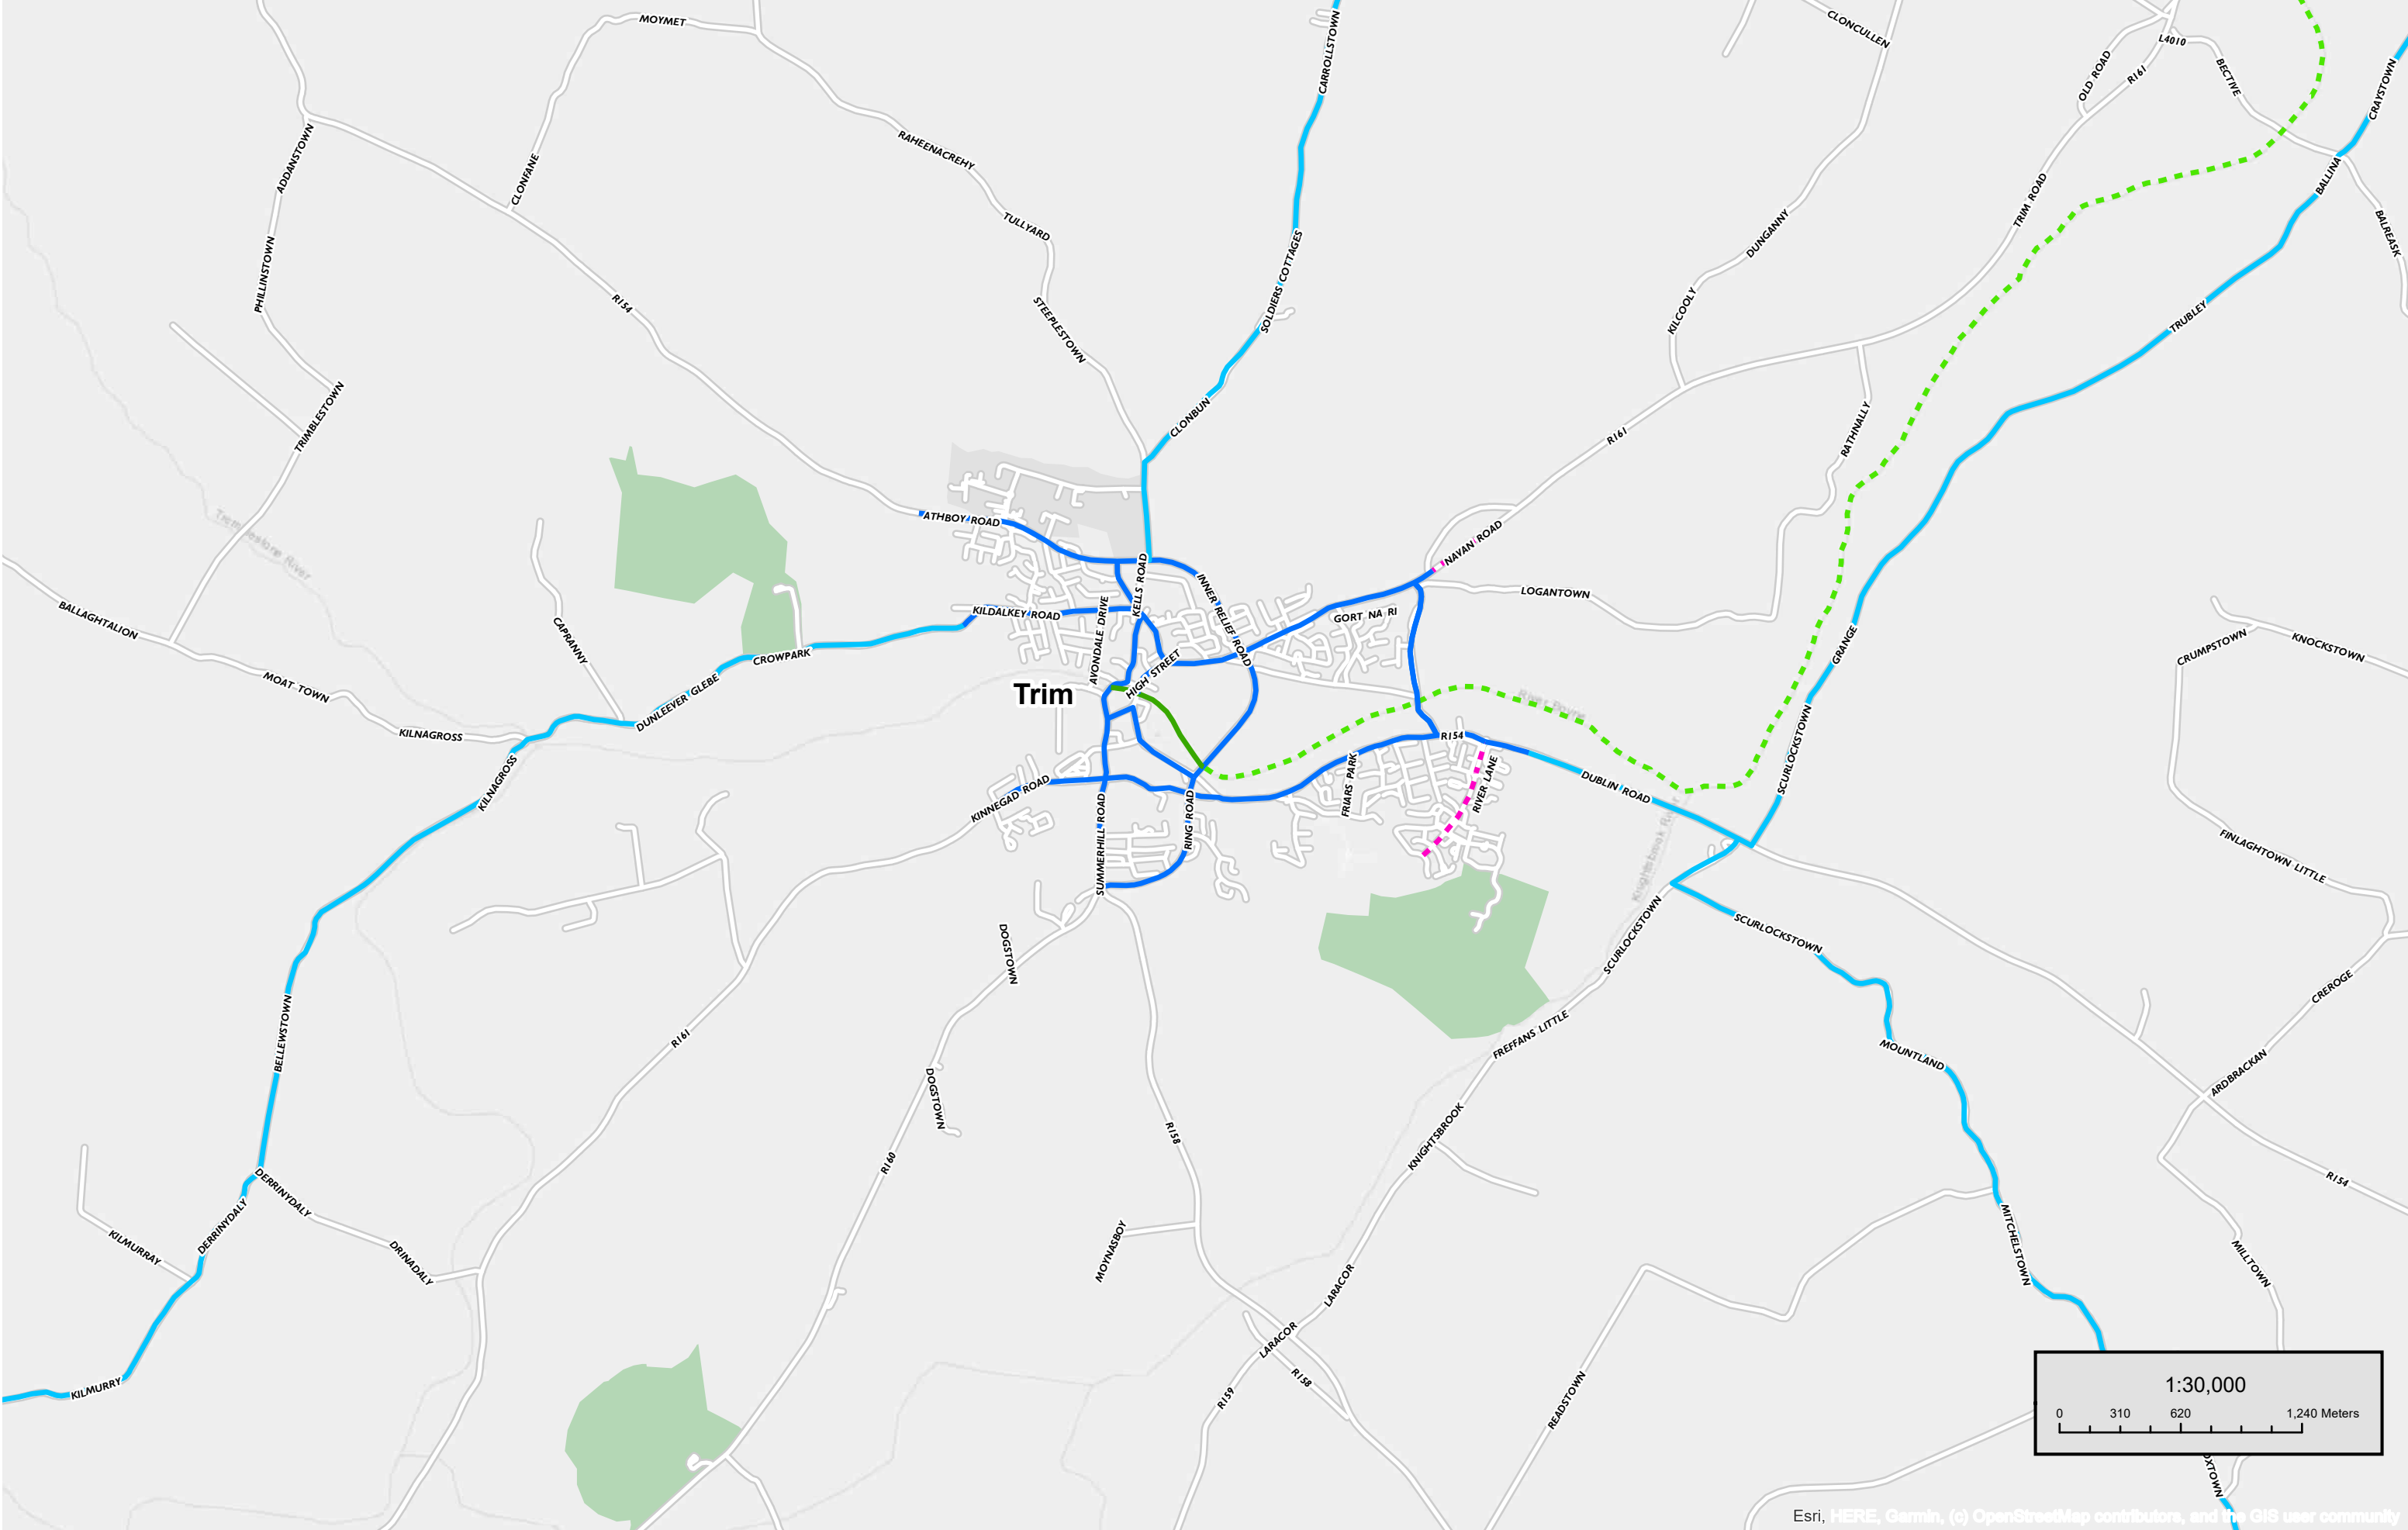 MOYMET
CARROLLSTOWN
CLONCULLEN
L4010
OLD ROAD
R161
BECTIVE
CRAYSTOWN
ADDANSTOWN
CLONFANE
RAHEENACREHY
BALLINA
TRIM ROAD
TULLYARD
DUNGANNY
BALREASK
PHILLINSTOWN
SOLDIERS COTTAGES
R154
STEEPLESTOWN
KILCOOLY
TRUBLEY
TRIMBLESTOWN
CLONBUN
R161
RATHNALLY
ATHBOY ROAD
NAVAN ROAD
KELLS ROAD
INNER RELIEF ROAD
LOGANTOWN
BALLAGHTALION
KILDALKEY ROAD
GORT NA RI
CAPRANNY
AVONDALE DRIVE
CROWPARK
HIGH STREET
GRANGE
CRUMPSTOWN
KNOCKSTOWN
MOAT TOWN
DUNLEEVER GLEBE
Trim
River Boyne
KILNAGROSS
R154
SCURLOCKSTOWN
KILNAGROSS
KINNEGAD ROAD
FRIARS PARK
RIVER LANE
DUBLIN ROAD
SUMMERHILL ROAD
RING ROAD
Knightsbrook River
FINLAGHTOWN LITTLE
SCURLOCKSTOWN
SCURLOCKSTOWN
DOGSTOWN
CREROGE
BELLEWSTOWN
R161
FREFFANS LITTLE
MOUNTLAND
DOGSTOWN
ARDBRACKAN
R158
KNIGHTSBROOK
R160
R154
DERRINYDALY
DERRINYDALY
KILMURRAY
DRINADALY
MOYNASBOY
MITCHELSTOWN
MILLTOWN
LARACOR
LARACOR
R158
KILMURRY
R159
READSTOWN
1:30,000
0 310 620 1,240 Meters
OXTOWN
Esri, HERE, Garmin, (c) OpenStreetMap contributors, and the GIS user community